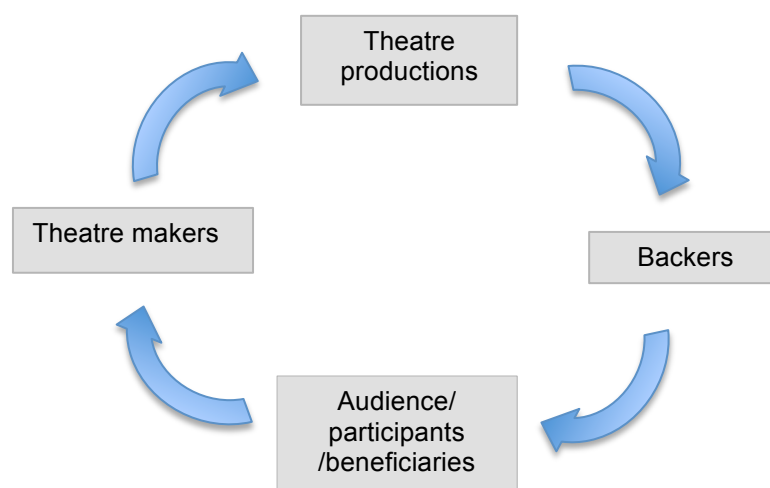 Theatre
productions
Theatre makers
Backers
Audience/
participants
/beneficiaries